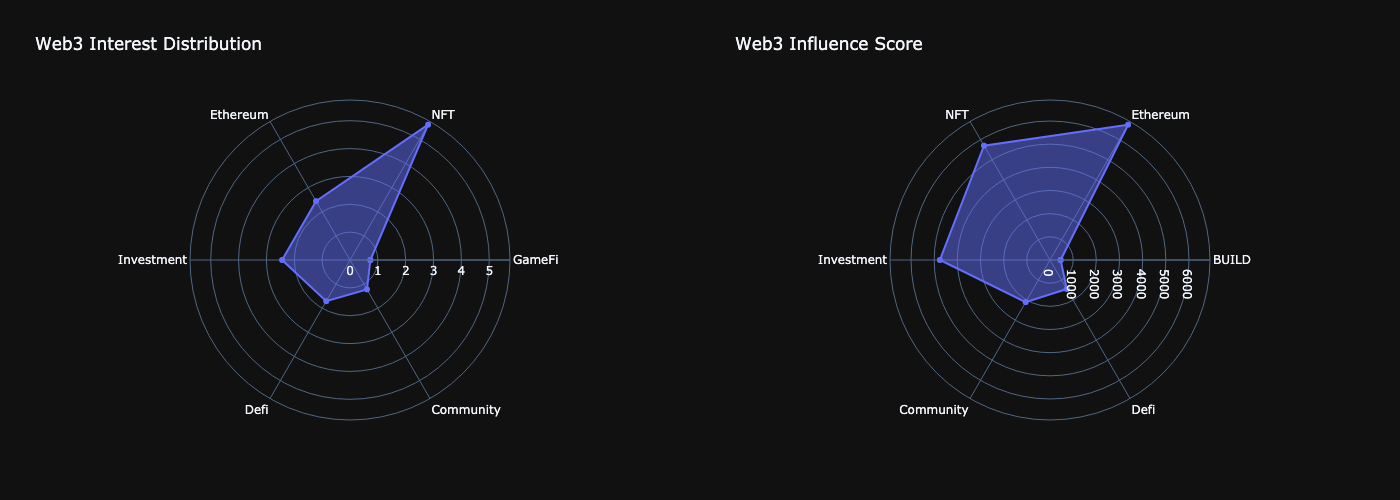 Web3 Interest Distribution
Ethereum
NFT
Investment
0 1 2 3 4 5
GameFi
Defi
Community
Web3 Influence Score
NFT
Ethereum
Investment
0 1000 2000 3000 4000 5000 6000
BUILD
Community
Defi